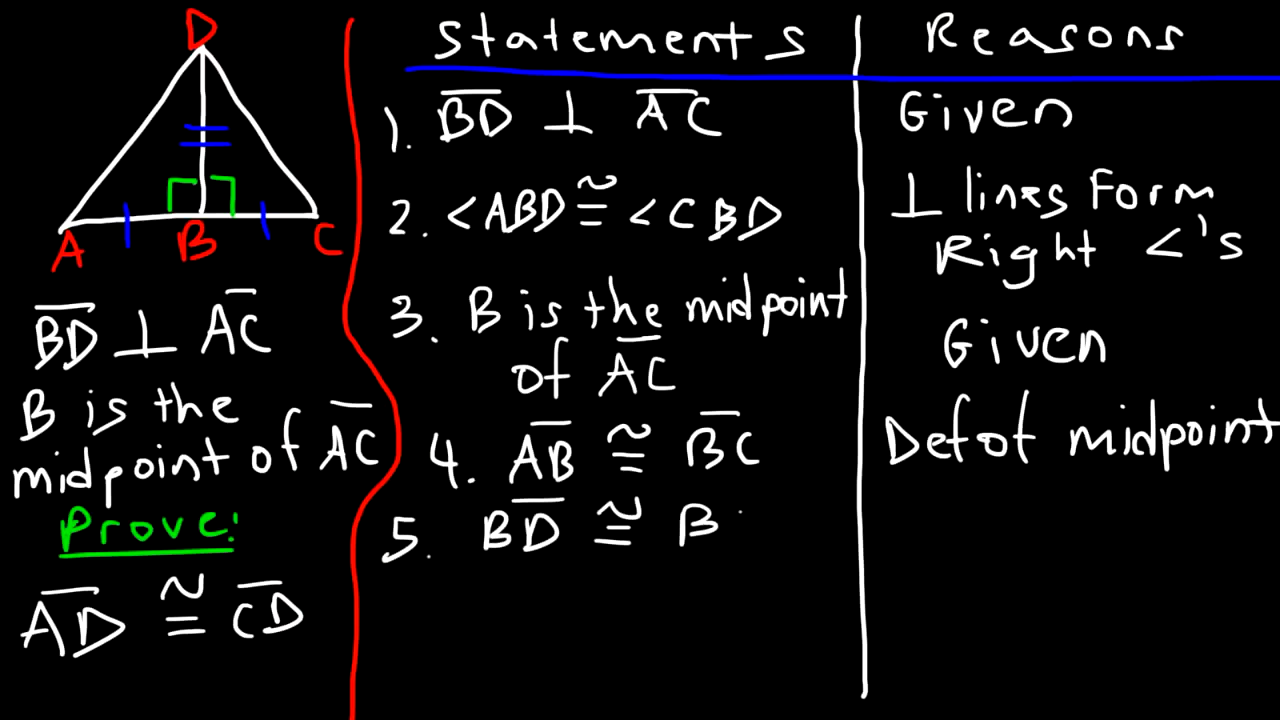 D
A B C
BD ⊥ AC
B is the
midpoint of AC
Prove:
AD ≅ CD
Statements
1. BD ⊥ AC
2. <ABD ≅ <CBD
3. B is the midpoint
of AC
4. AB ≅ BC
5. BD ≅ B
Reasons
Given
⊥ lines Form
Right <'s
Given
Def of midpoint